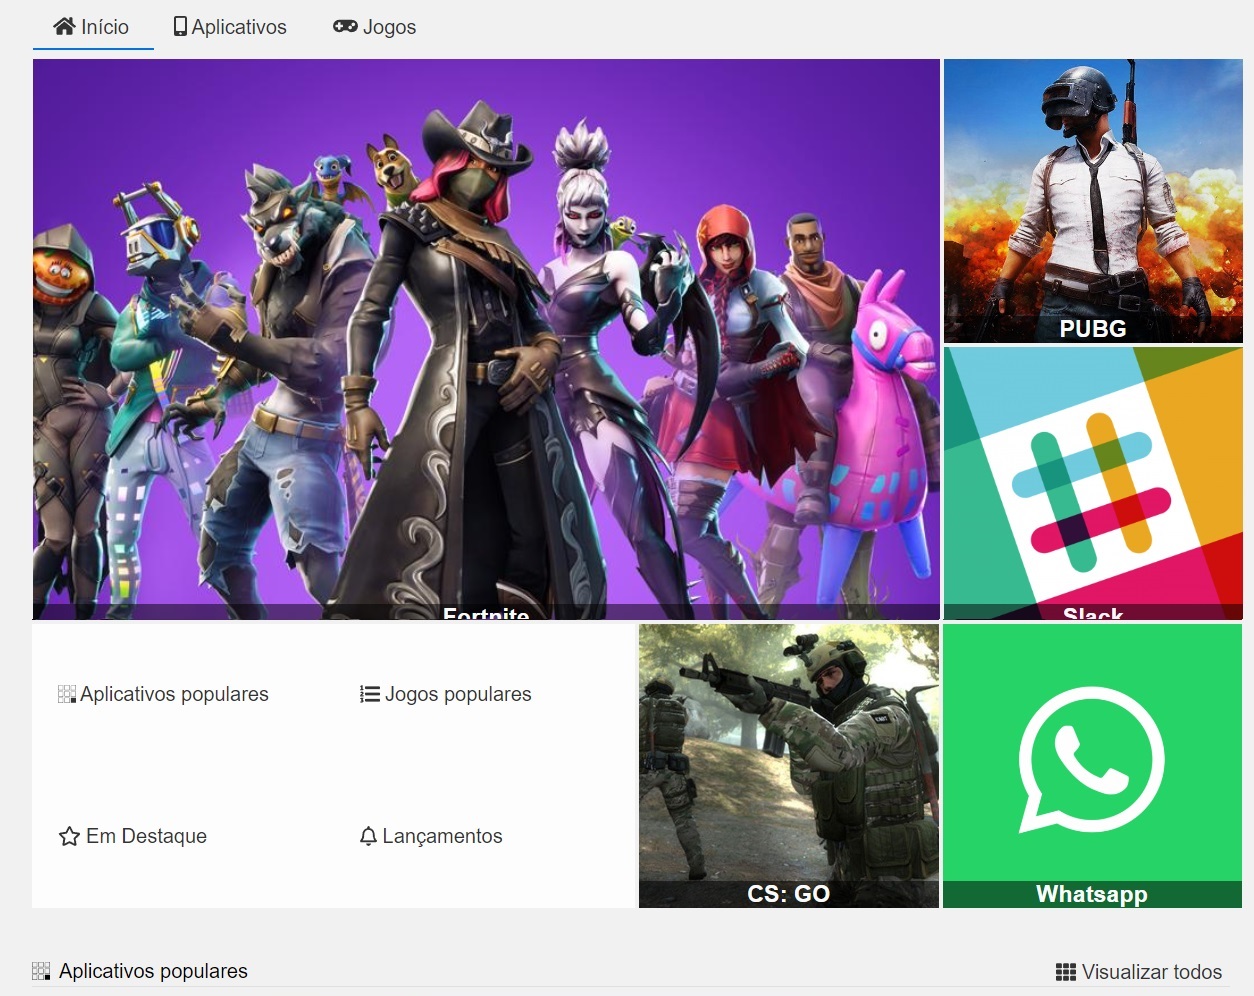 Início
Aplicativos
Jogos
PUBG
Fortnite
Slack
Aplicativos populares
Jogos populares
Em Destaque
Lançamentos
CS: GO
Whatsapp
Aplicativos populares
Visualizar todos